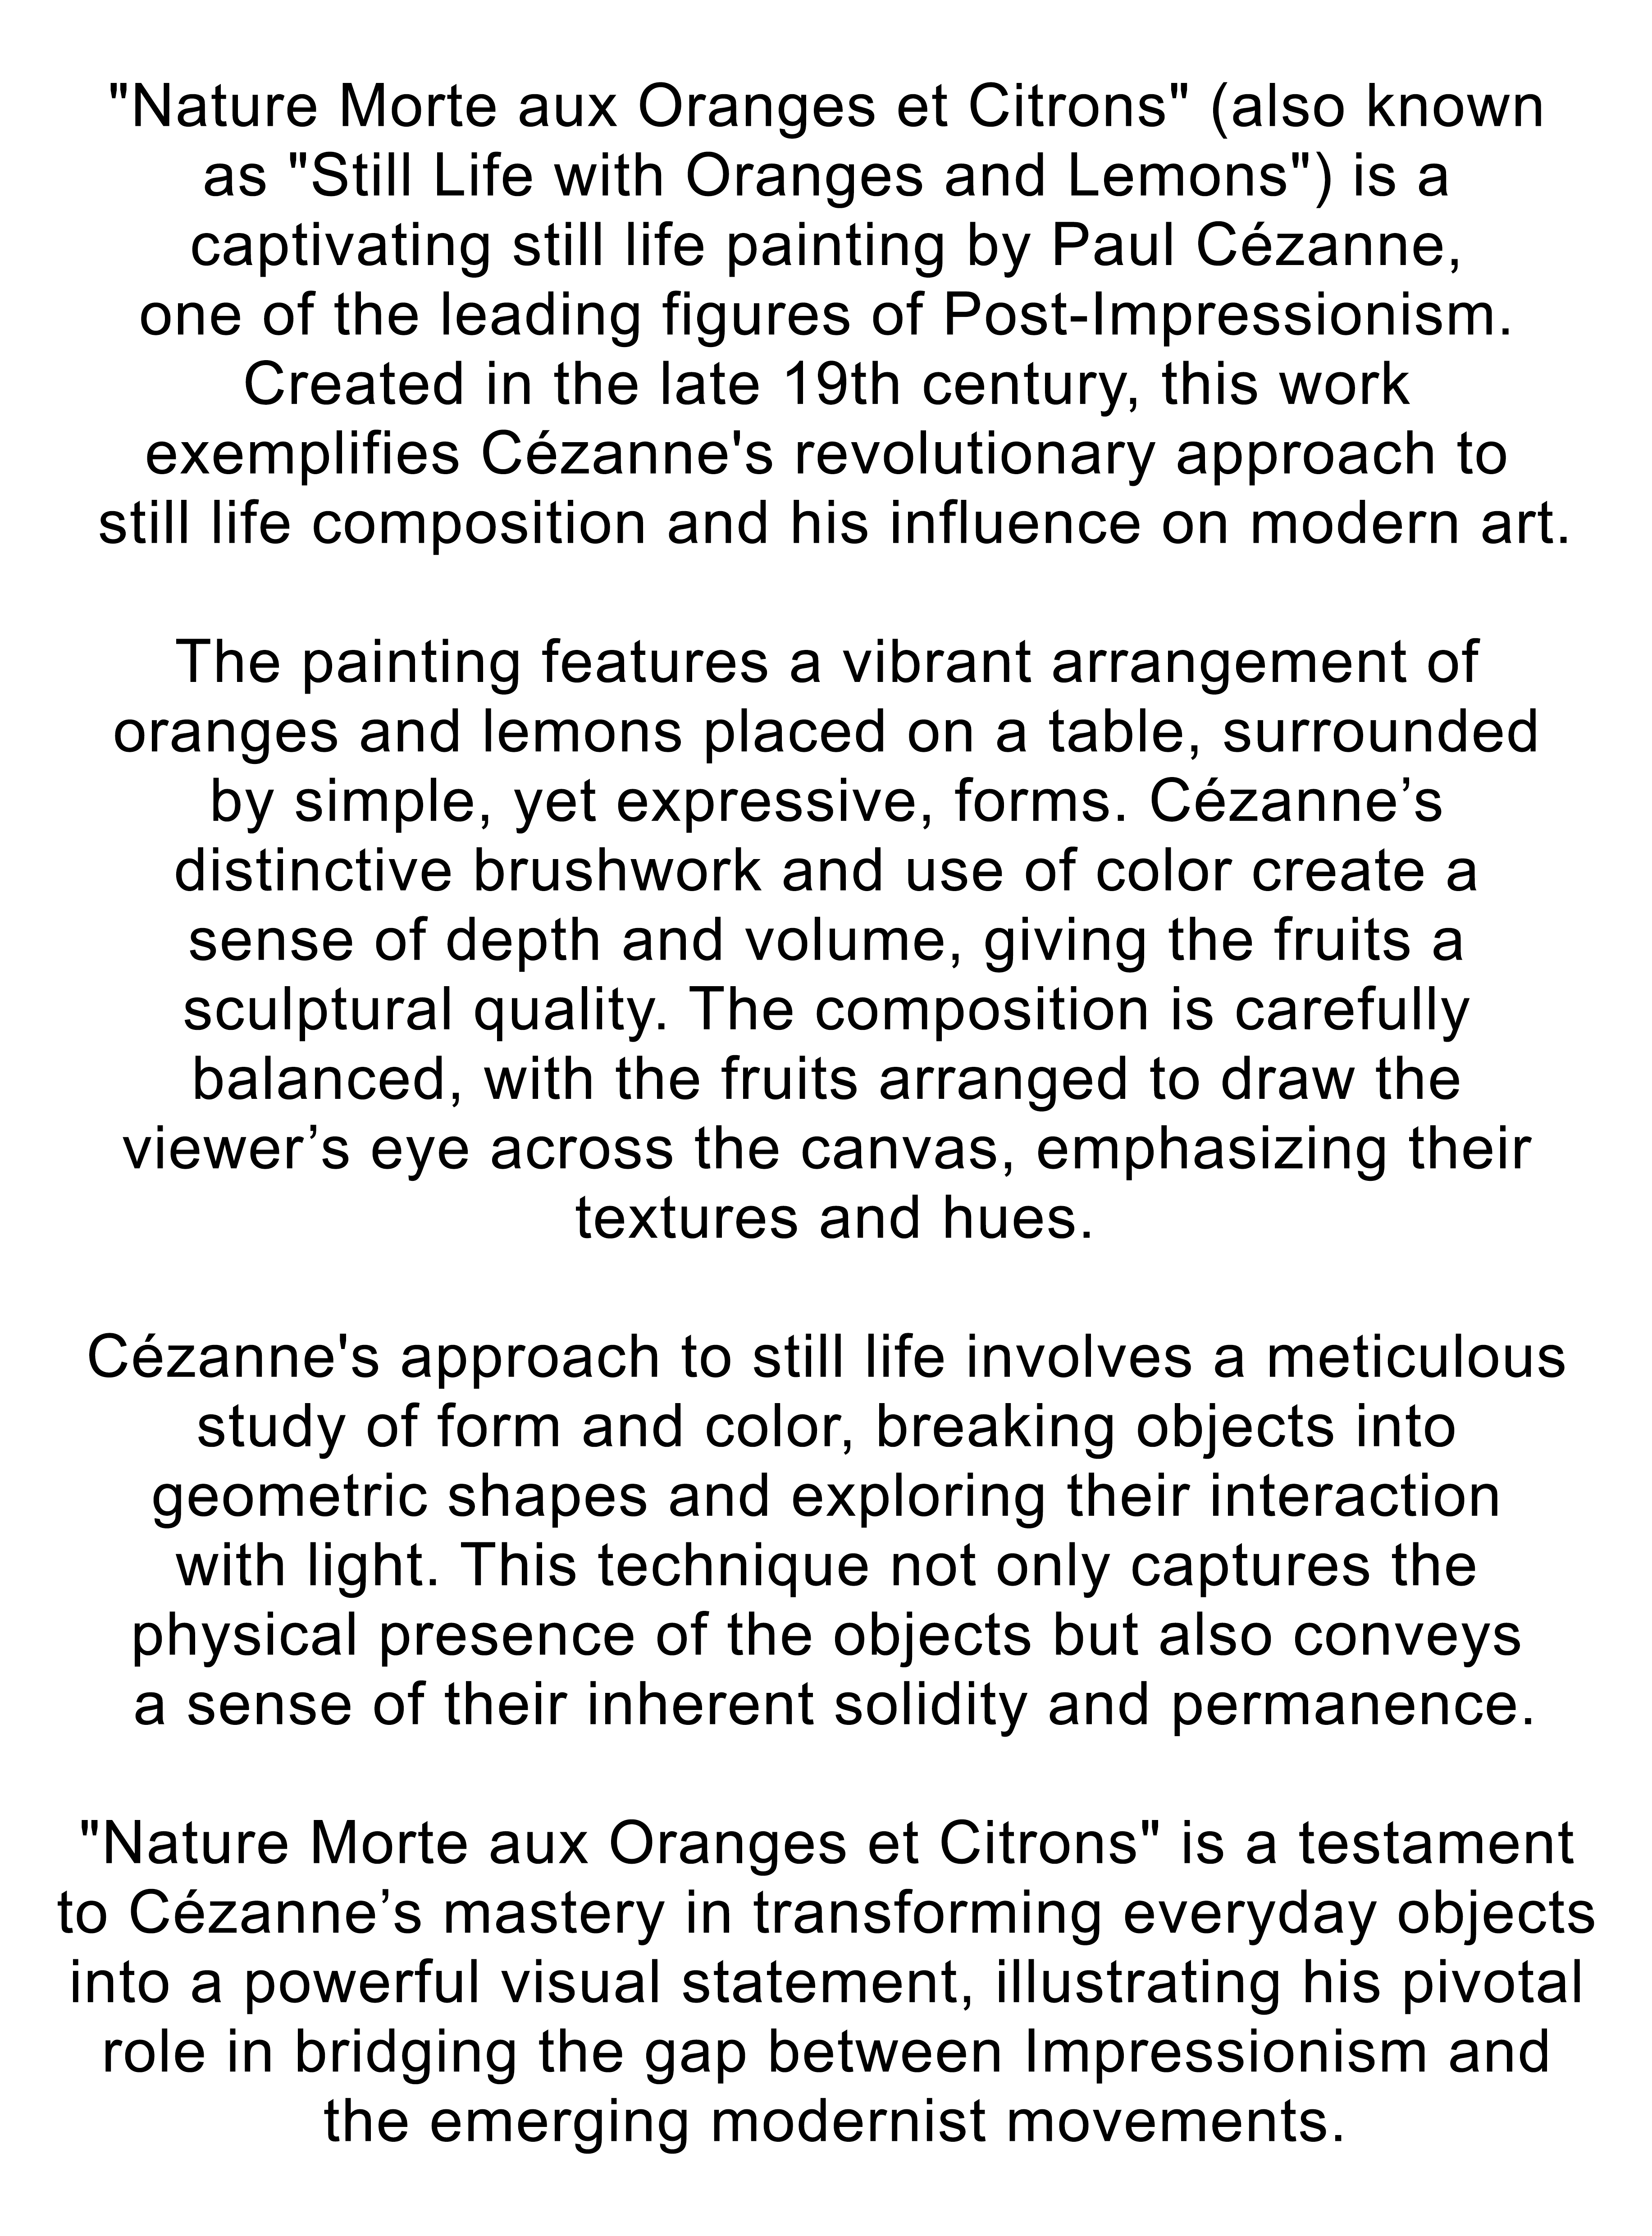 "Nature Morte aux Oranges et Citrons" (also known
as "Still Life with Oranges and Lemons") is a
captivating still life painting by Paul Cézanne,
one of the leading figures of Post-Impressionism.
Created in the late 19th century, this work
exemplifies Cézanne's revolutionary approach to
still life composition and his influence on modern art.
The painting features a vibrant arrangement of
oranges and lemons placed on a table, surrounded
by simple, yet expressive, forms. Cézanne’s
distinctive brushwork and use of color create a
sense of depth and volume, giving the fruits a
sculptural quality. The composition is carefully
balanced, with the fruits arranged to draw the
viewer’s eye across the canvas, emphasizing their
textures and hues.
Cézanne's approach to still life involves a meticulous
study of form and color, breaking objects into
geometric shapes and exploring their interaction
with light. This technique not only captures the
physical presence of the objects but also conveys
a sense of their inherent solidity and permanence.
"Nature Morte aux Oranges et Citrons" is a testament
to Cézanne’s mastery in transforming everyday objects
into a powerful visual statement, illustrating his pivotal
role in bridging the gap between Impressionism and
the emerging modernist movements.